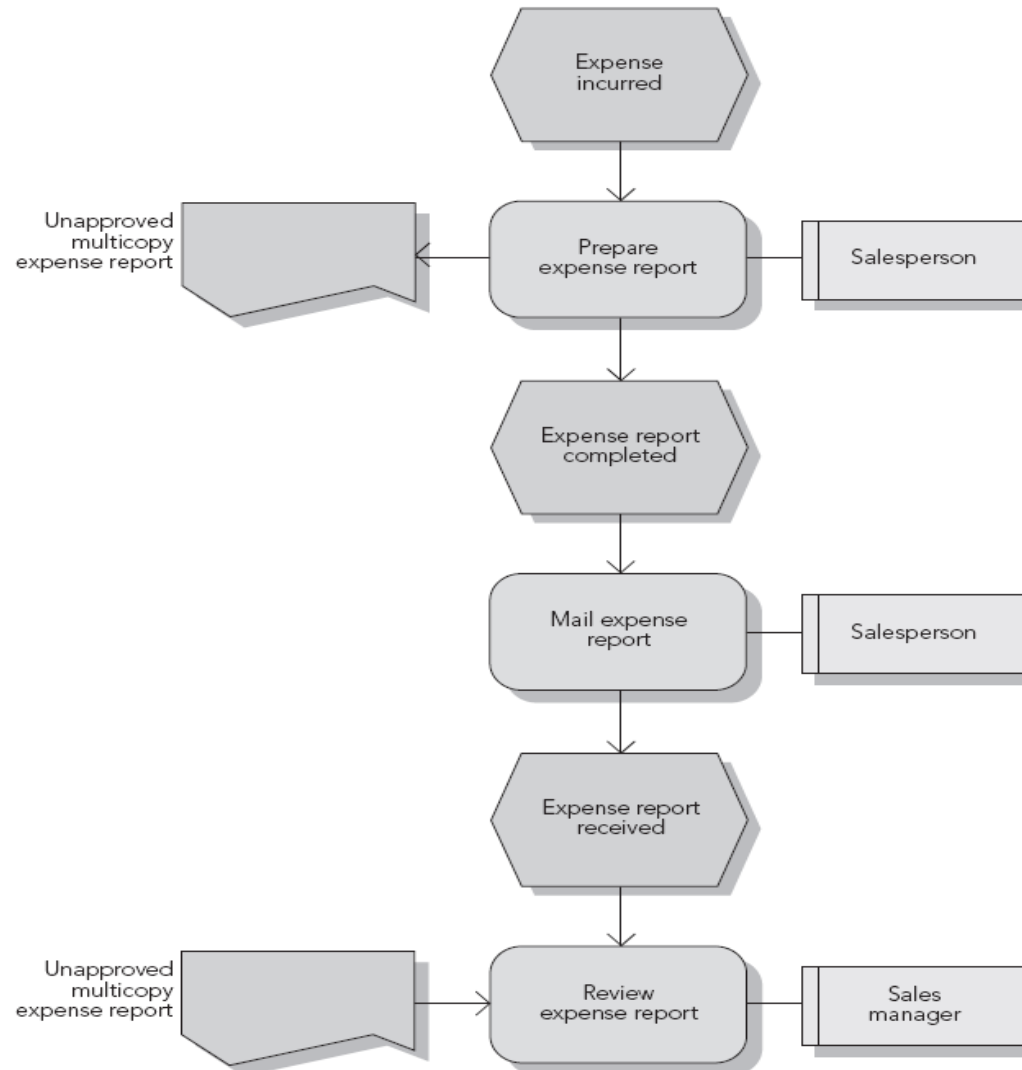 Expense
incurred
Unapproved
multicopy
expense report
Prepare
expense report
Salesperson
Expense report
completed
Mail expense
report
Salesperson
Expense report
received
Unapproved
multicopy
expense report
Review
expense report
Sales
manager